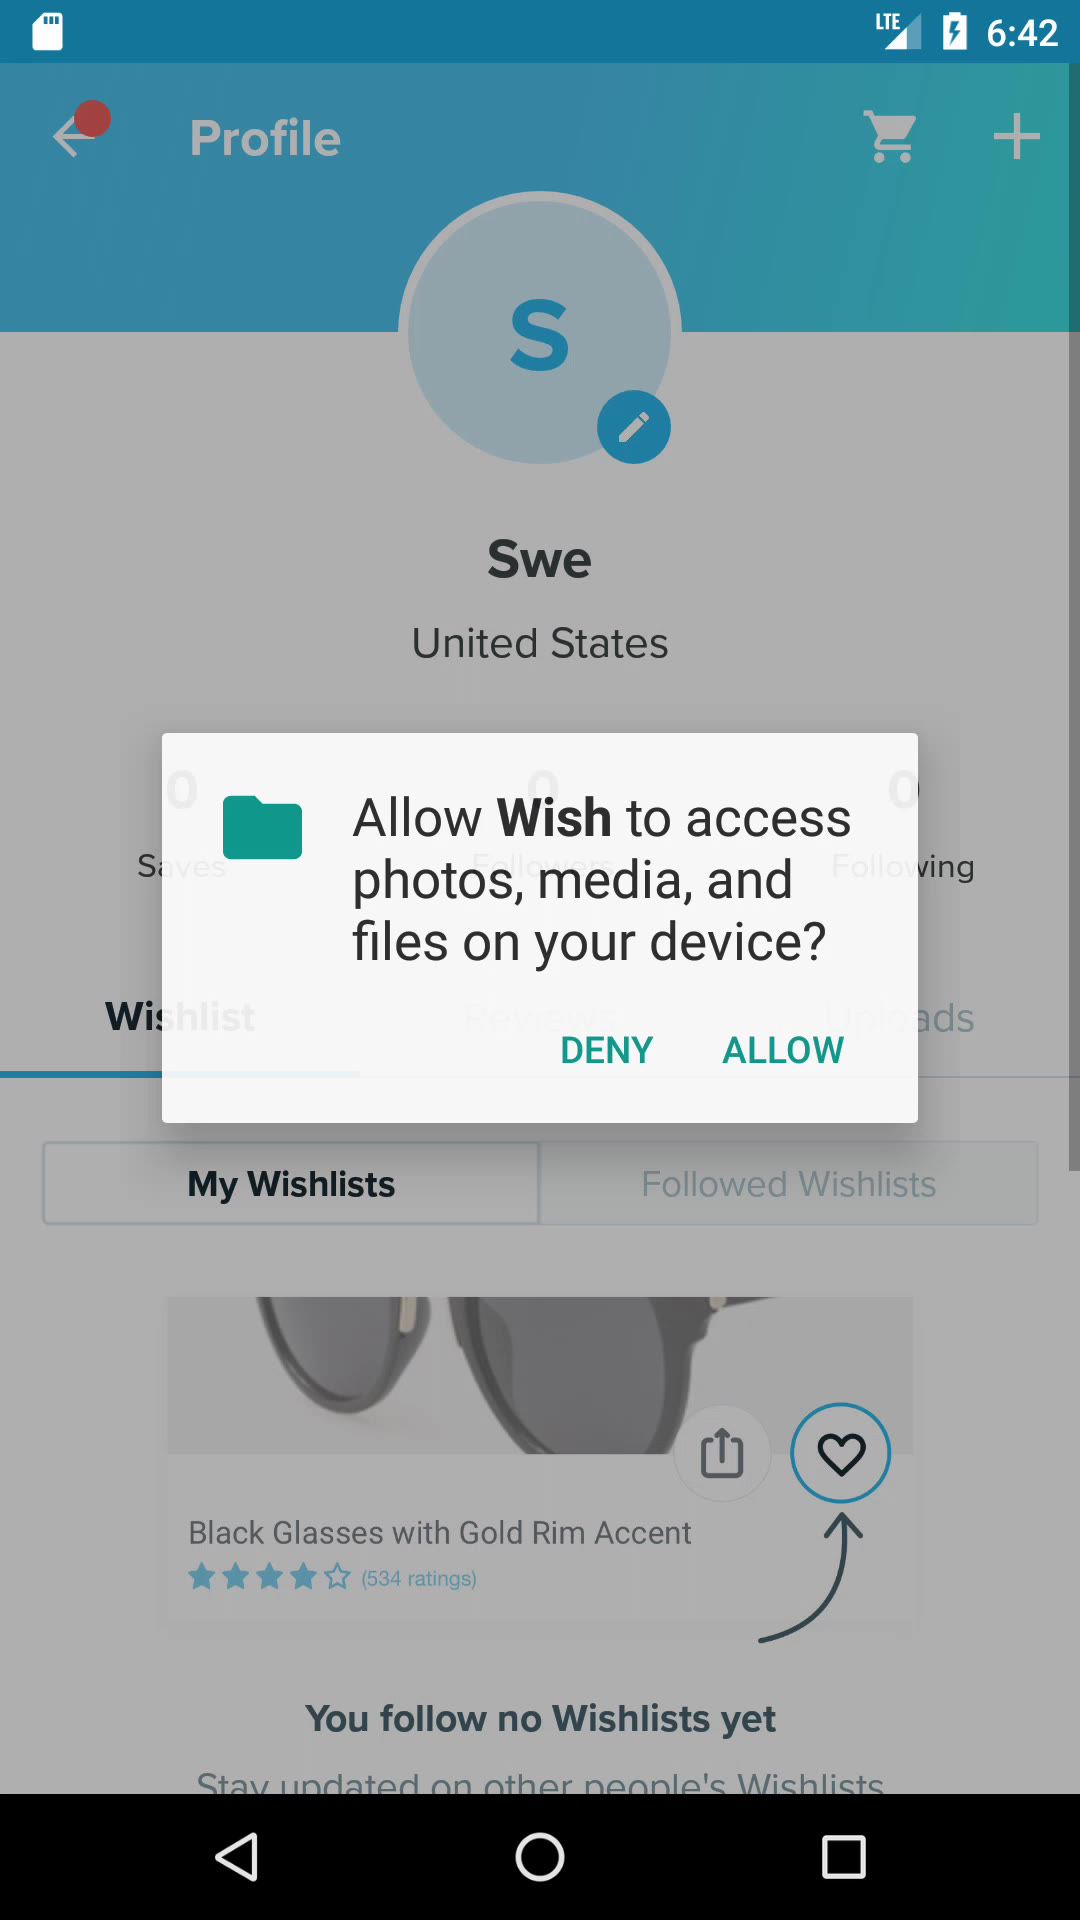 LTE 6:42
Profile
S
Swe
United States
0 0 0
Saves Followers Following
Allow Wish to access
photos, media, and
files on your device?
Wishlist Reviews Uploads
DENY ALLOW
My Wishlists Followed Wishlists
Black Glasses with Gold Rim Accent
(534 ratings)
You follow no Wishlists yet
Stay updated on other people's Wishlists